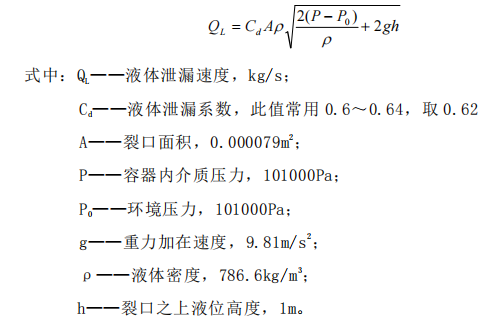 Q_L = C_d Aρ√(2(P − P_0)/ρ + 2gh)
式中：Q_L——液体泄漏速度，kg/s；
C_d——液体泄漏系数，此值常用 0.6～0.64，取 0.62
A——裂口面积，0.000079m²；
P——容器内介质压力，101000Pa；
P_0——环境压力，101000Pa；
g——重力加在速度，9.81m/s²；
ρ——液体密度，786.6kg/m³；
h——裂口之上液位高度，1m。